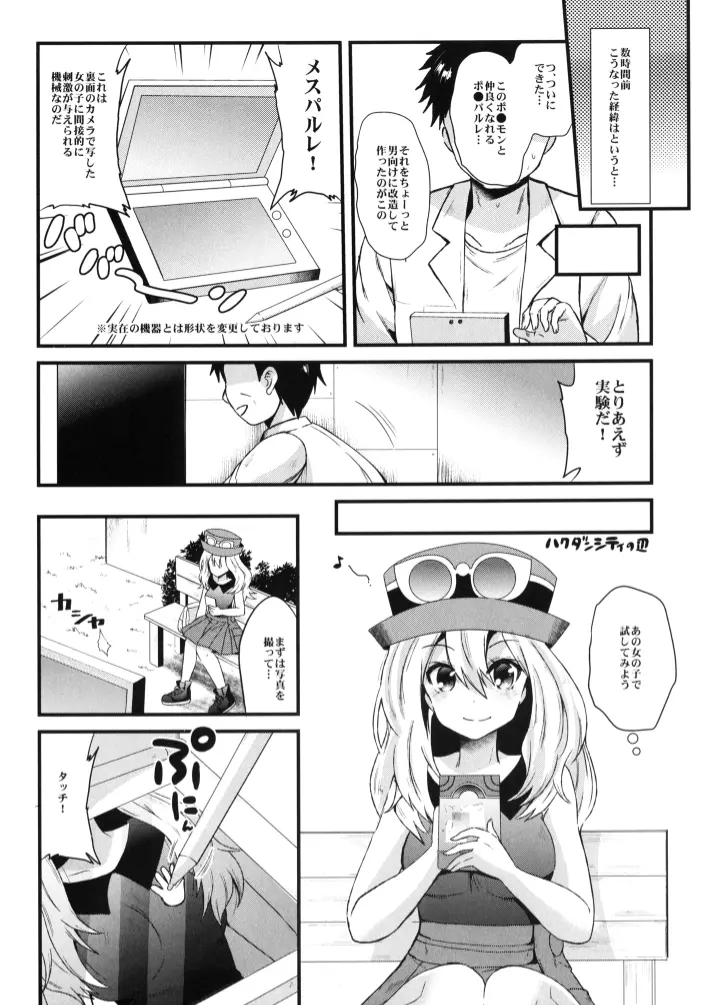 数時間前
こうなった経緯はというと…
つ、ついに
できた…
このポ●モンと
仲良くなれる
ポ●パルレ…
それをちょーっと
男向けに改造して
作ったのがこの
メスパルレ！
これは
裏面のカメラで写した
女の子に間接的に
刺激が与えられる
機械なのだ
※実在の機器とは形状を変更しております
とりあえず
実験だ！
ハクダンシティの辺
♪
あの女の子で
試してみよう
まずは写真を
撮って…
カシャ
タッチ！
ぷにん